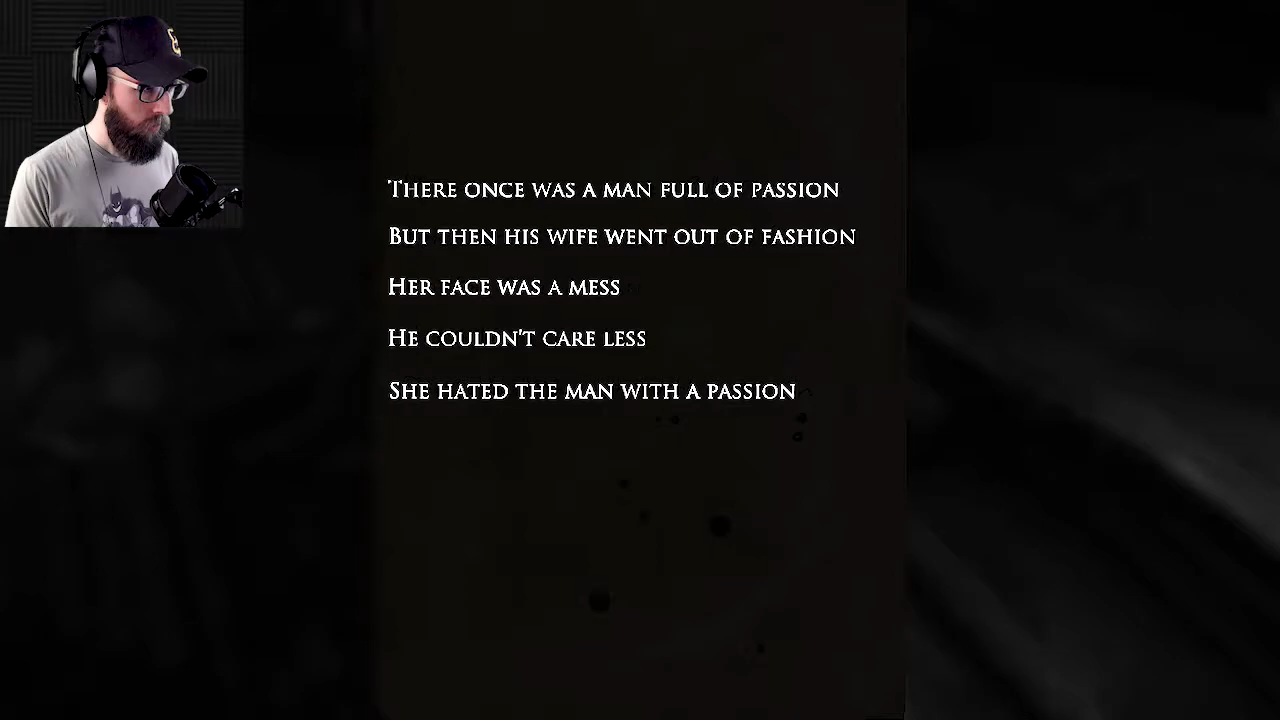 'There once was a man full of passion
But then his wife went out of fashion
Her face was a mess
He couldn't care less
She hated the man with a passion